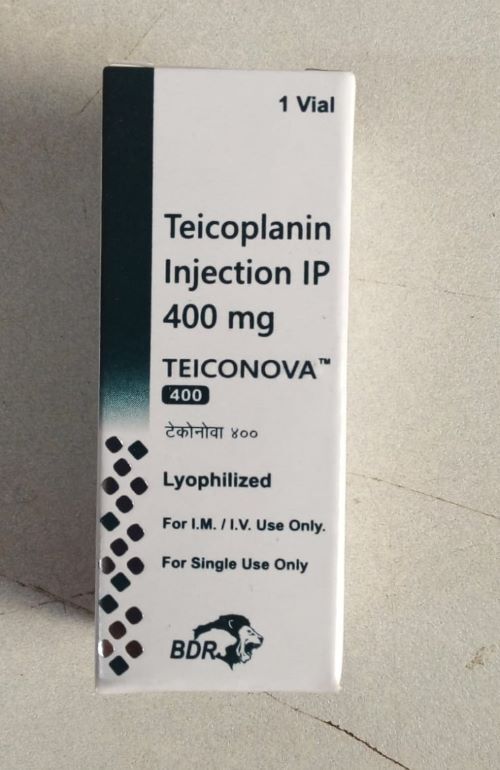 1 Vial
Teicoplanin
Injection IP
400 mg
TEICONOVA™
400
टेकोनोवा ४००
Lyophilized
For I.M. / I.V. Use Only.
For Single Use Only
BDR